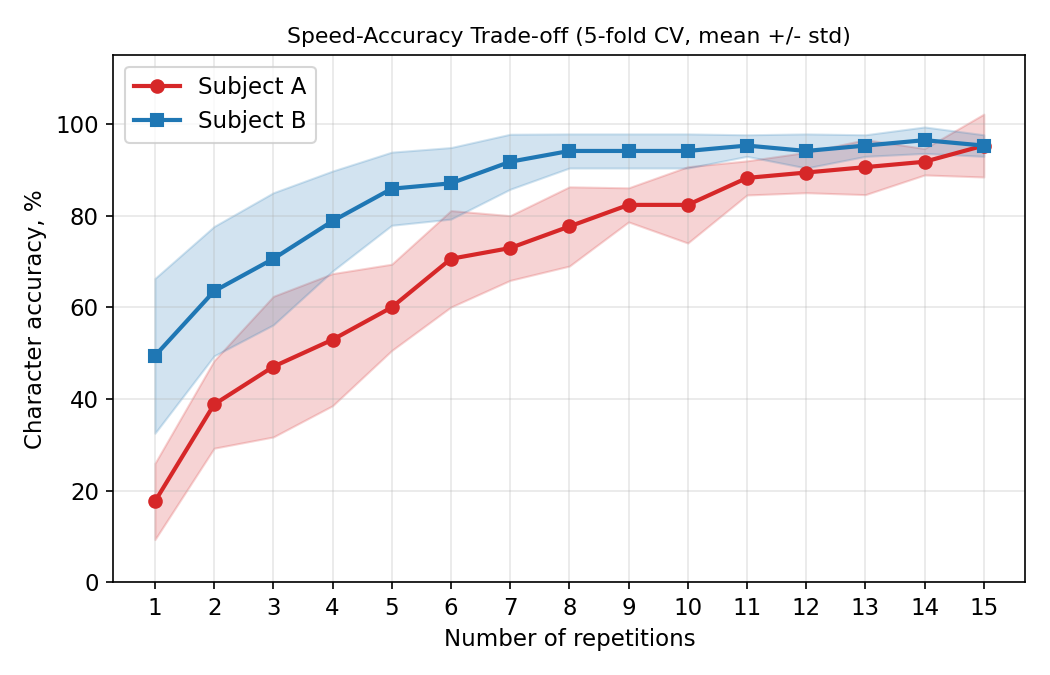 Speed-Accuracy Trade-off (5-fold CV, mean +/- std)
Subject A
Subject B
Character accuracy, %
100
80
60
40
20
0
1 2 3 4 5 6 7 8 9 10 11 12 13 14 15
Number of repetitions